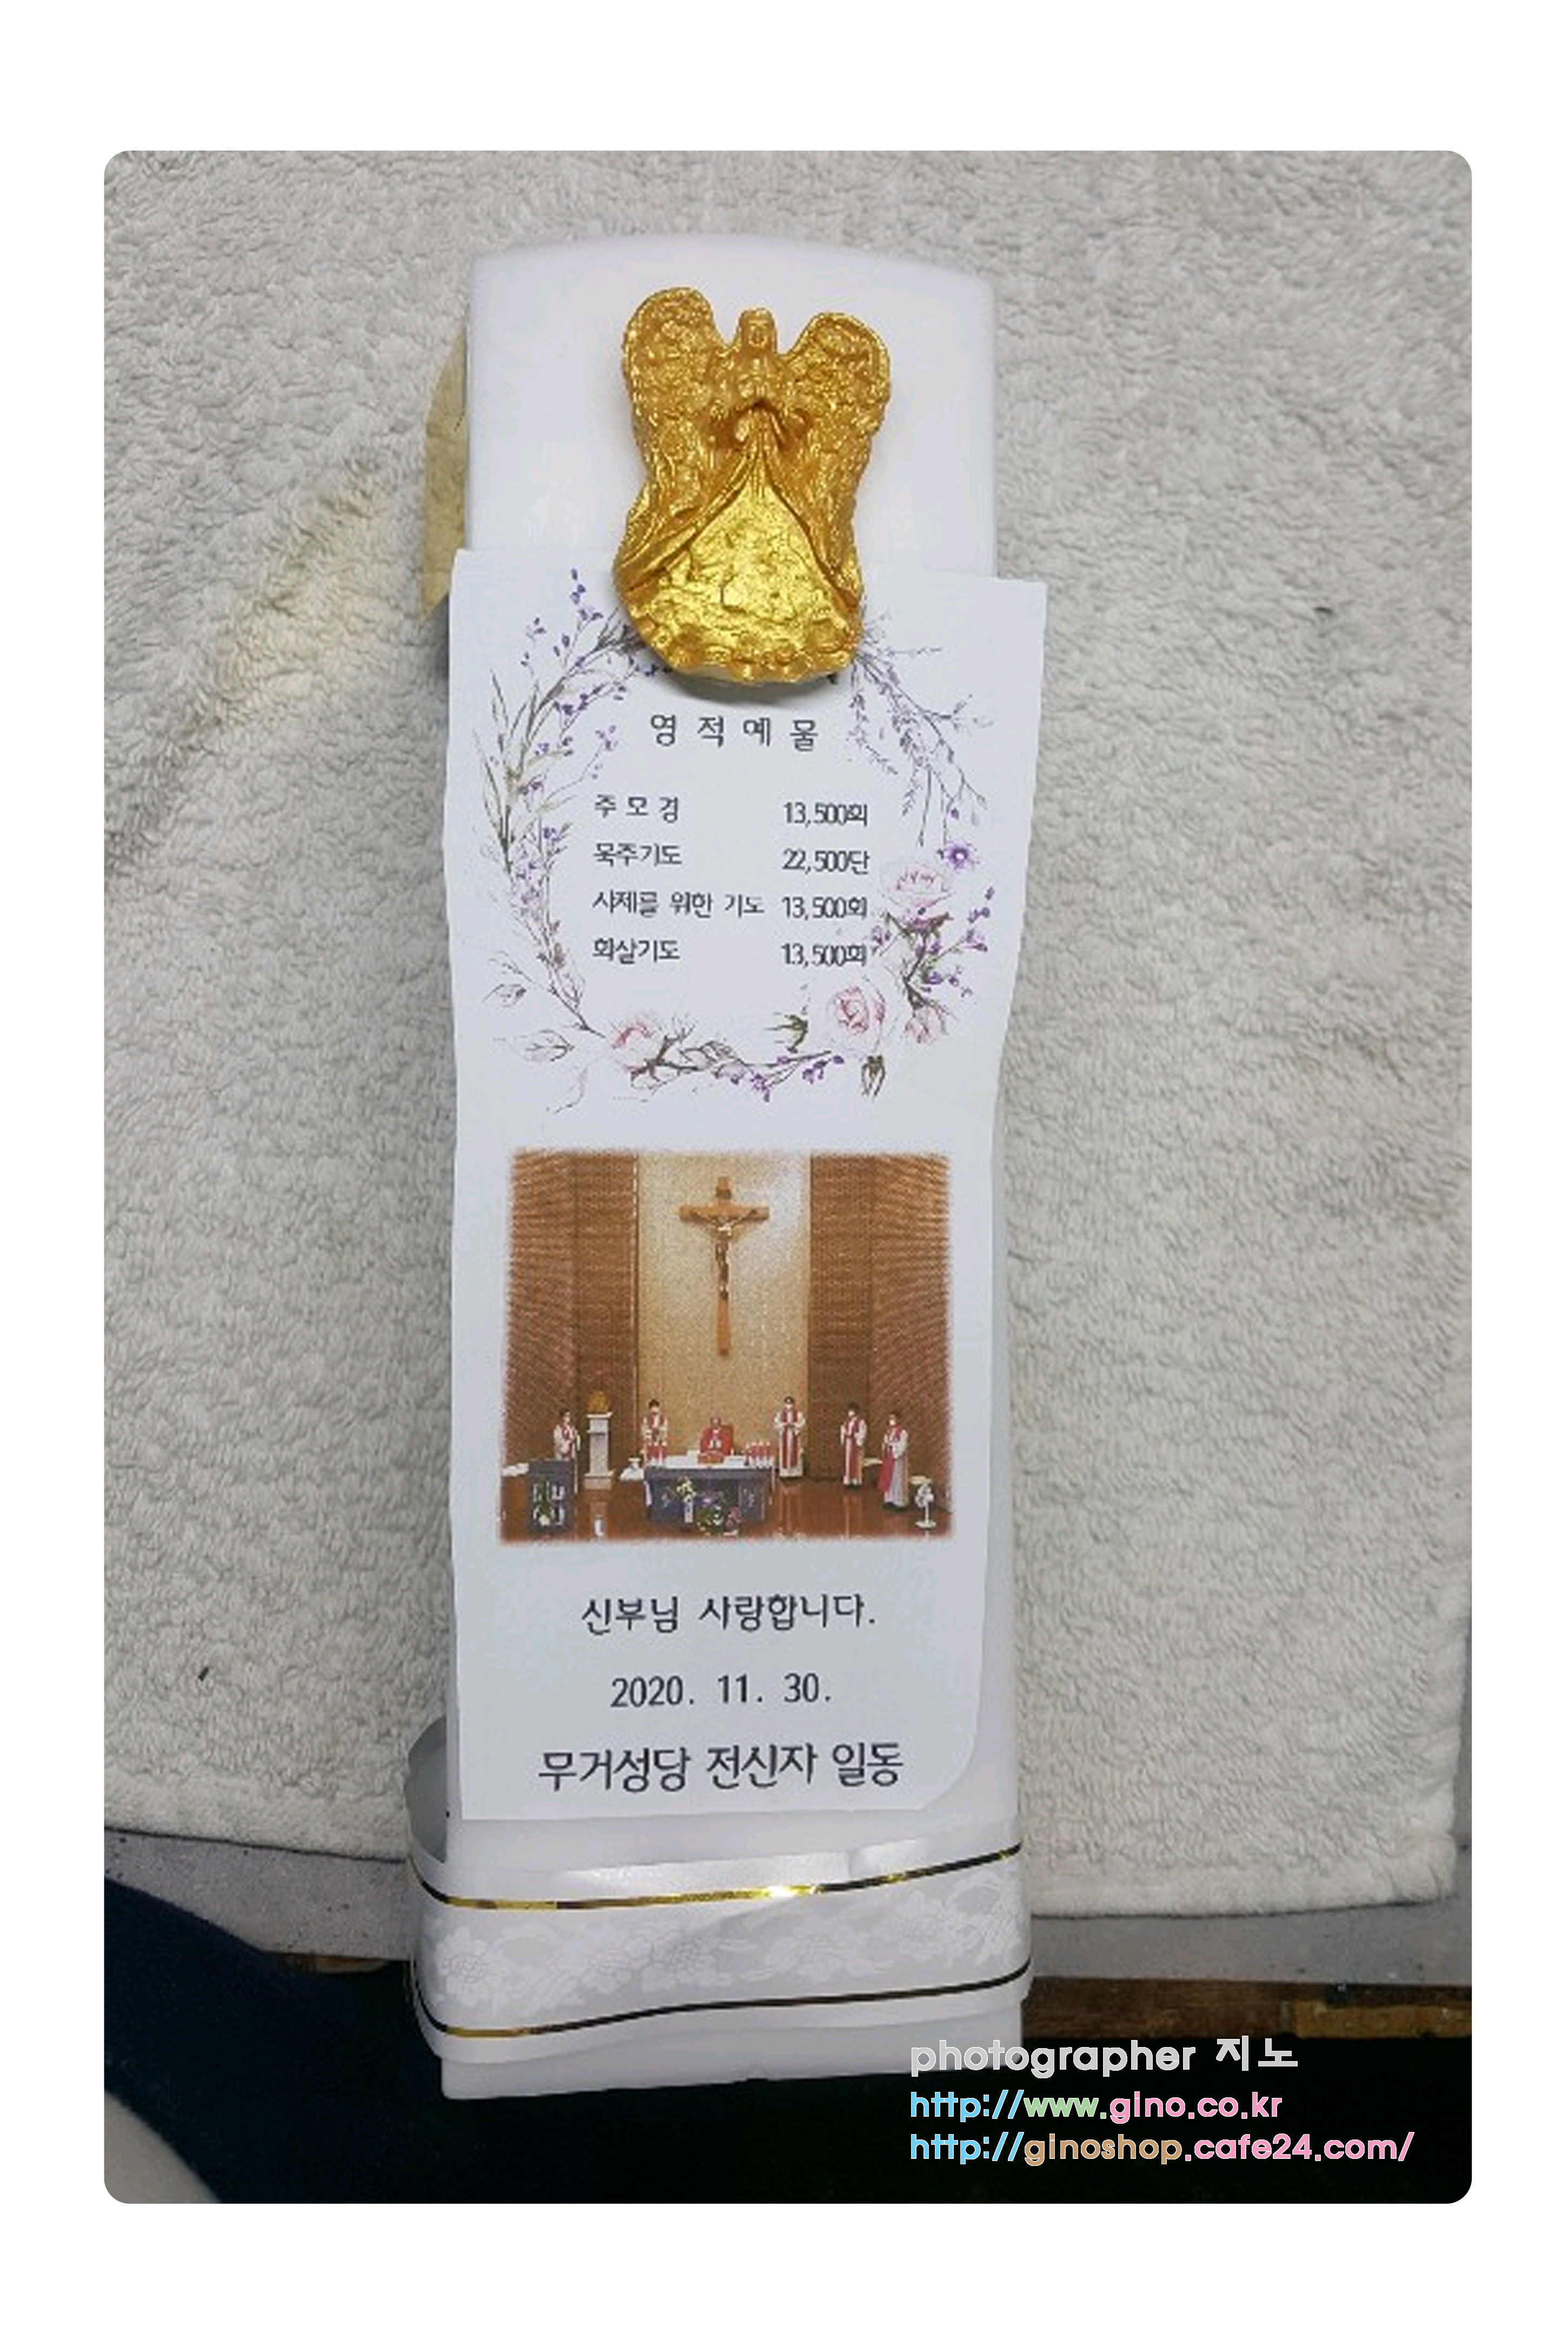 영적예물
주모경 13,500회
묵주기도 22,500단
사제를 위한 기도 13,500회
화살기도 13,500회
신부님 사랑합니다.
2020. 11. 30.
무거성당 전신자 일동
photographer 지노
http://www.gino.co.kr
http://ginoshop.cafe24.com/